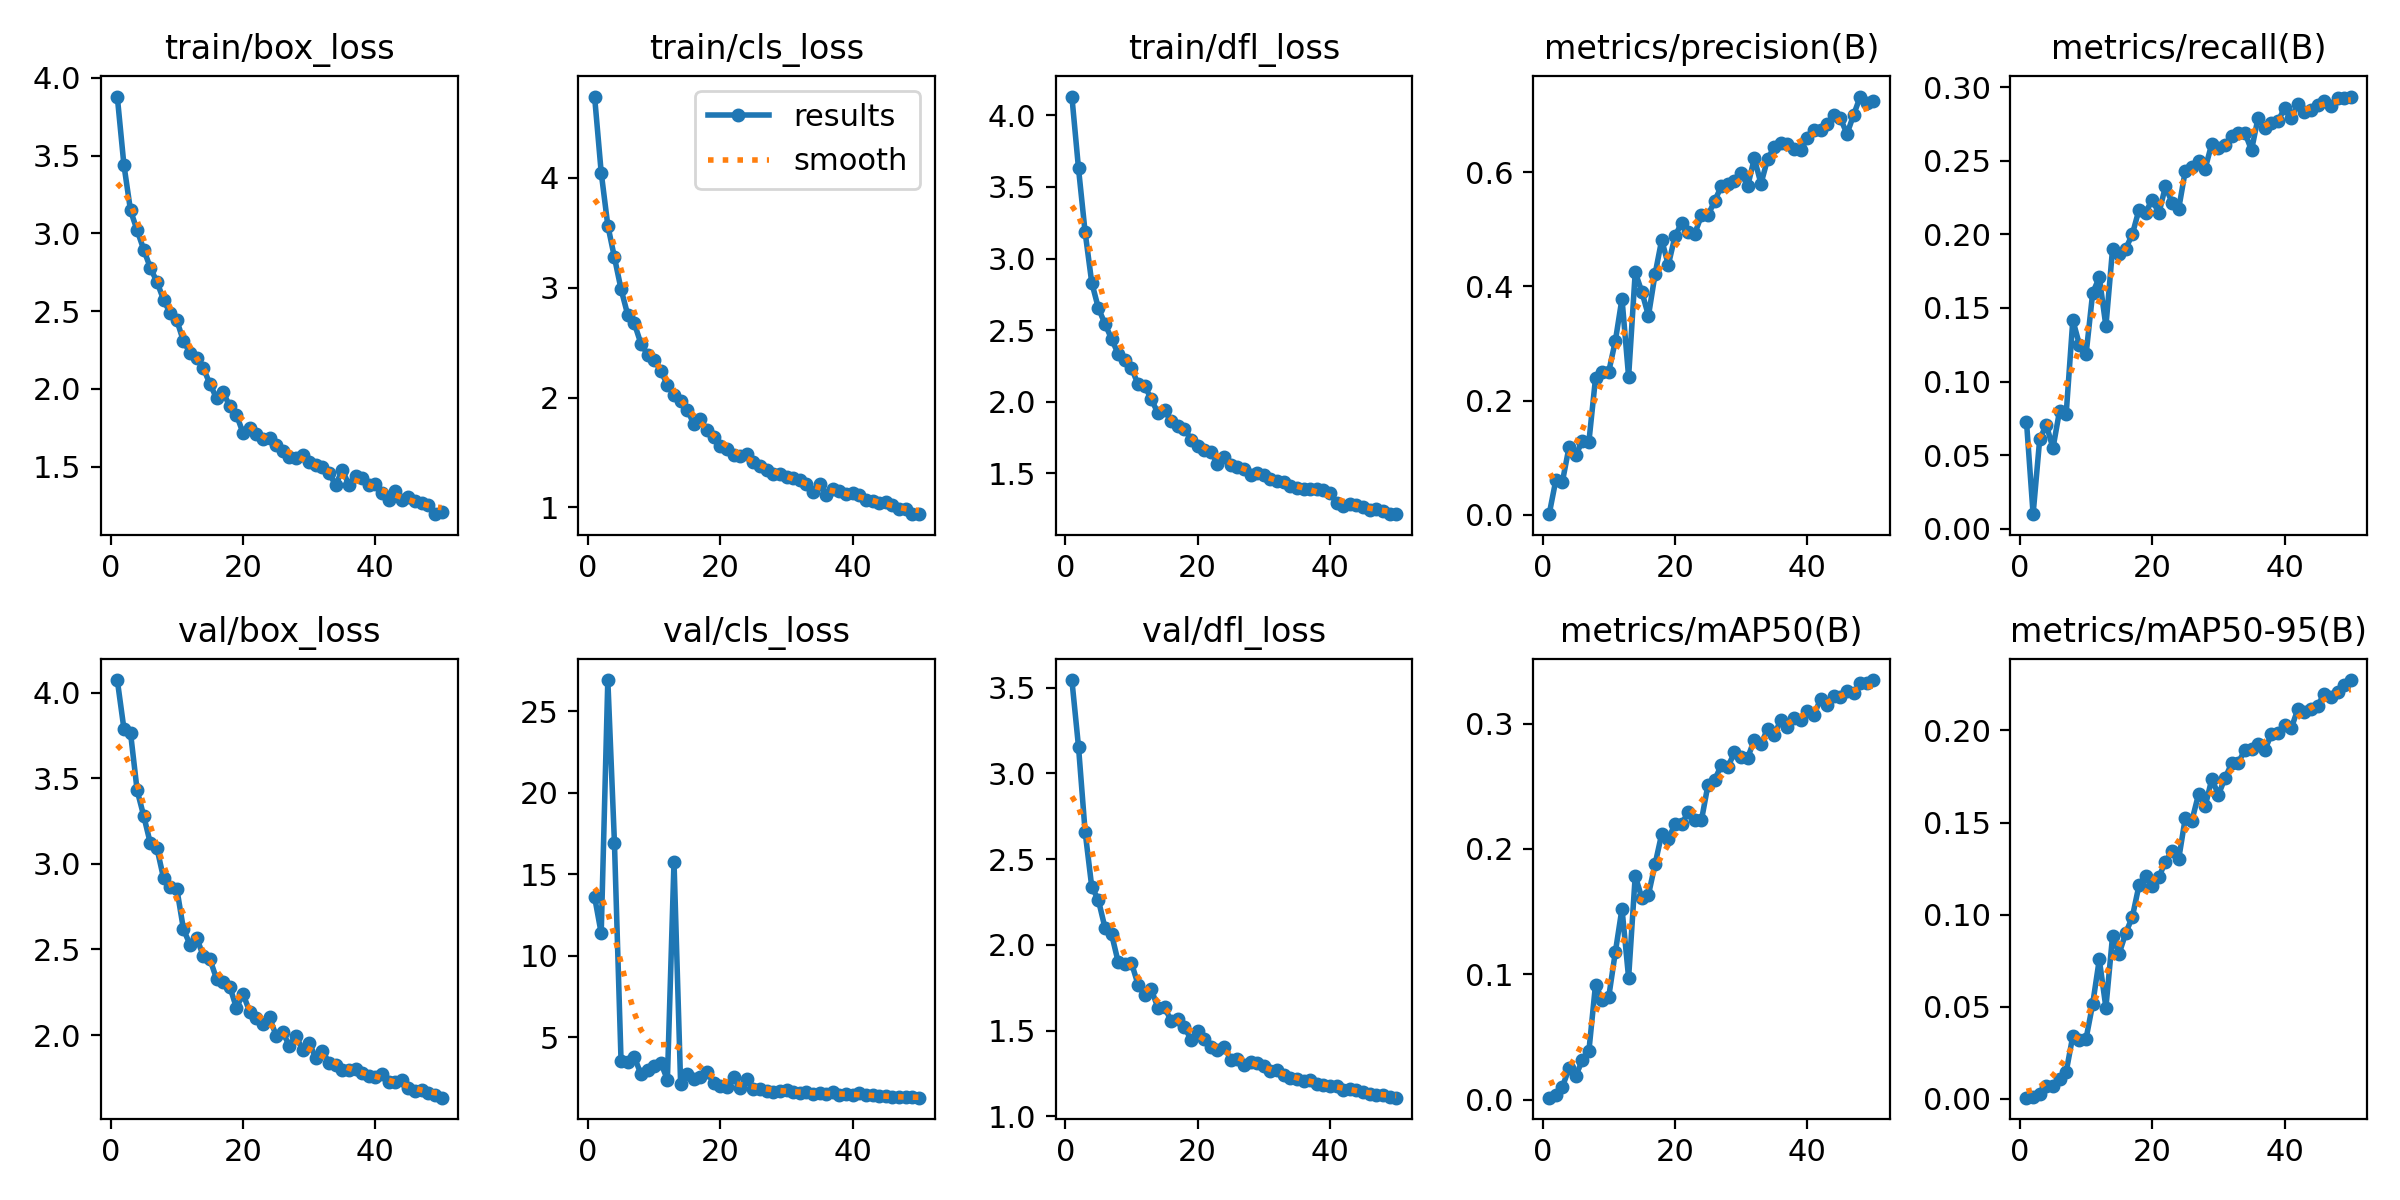 train/box_loss
4.0
3.5
3.0
2.5
2.0
1.5
0 20 40
train/cls_loss
results
smooth
4
3
2
1
0 20 40
train/dfl_loss
4.0
3.5
3.0
2.5
2.0
1.5
0 20 40
metrics/precision(B)
0.6
0.4
0.2
0.0
0 20 40
metrics/recall(B)
0.30
0.25
0.20
0.15
0.10
0.05
0.00
0 20 40
val/box_loss
4.0
3.5
3.0
2.5
2.0
0 20 40
val/cls_loss
25
20
15
10
5
0 20 40
val/dfl_loss
3.5
3.0
2.5
2.0
1.5
1.0
0 20 40
metrics/mAP50(B)
0.3
0.2
0.1
0.0
0 20 40
metrics/mAP50-95(B)
0.20
0.15
0.10
0.05
0.00
0 20 40